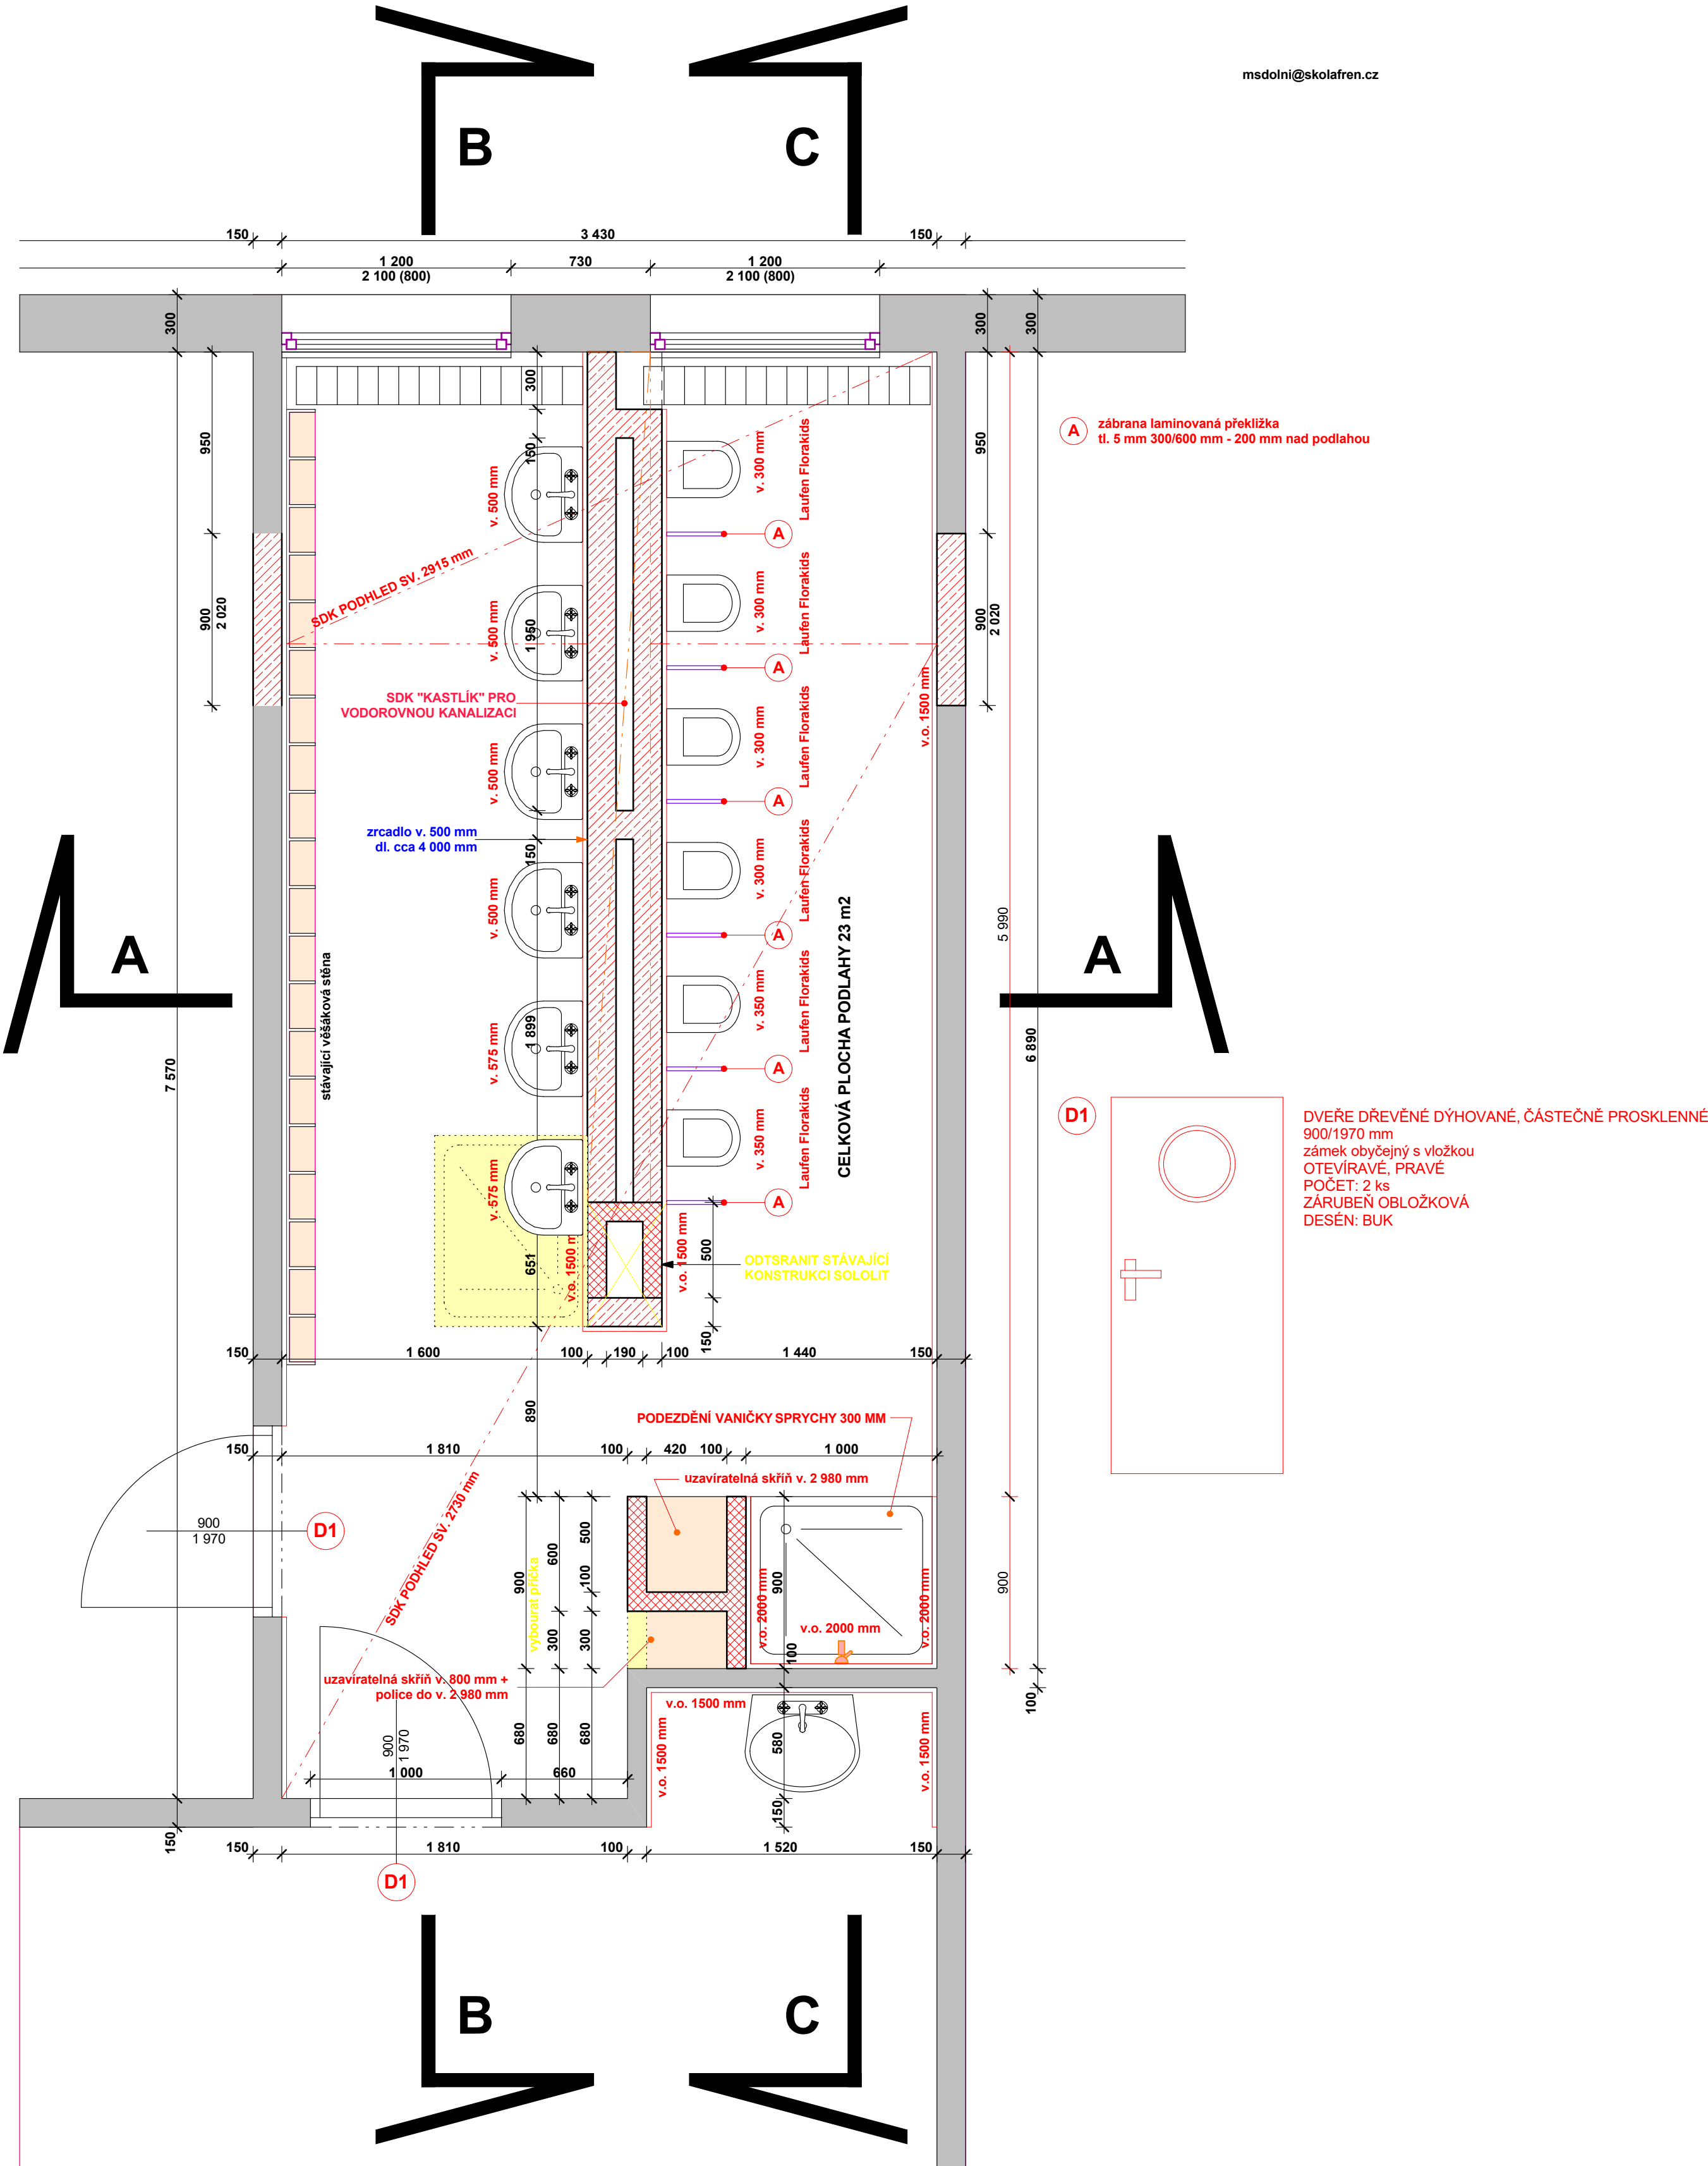 msdolni@skolafren.cz
B
C
150
3 430
150
1 200
2 100 (800)
730
1 200
2 100 (800)
300
300
300
950
300
150
950
A
zábrana laminovaná překližka
tl. 5 mm 300/600 mm - 200 mm nad podlahou
v. 500 mm
v. 300 mm
Laufen Florakids
A
SDK PODHLED SV. 2915 mm
900
2 020
v. 500 mm
1 950
v. 300 mm
Laufen Florakids
900
2 020
A
SDK "KASTLÍK" PRO
VODOROVNOU KANALIZACI
v. 500 mm
v. 300 mm
Laufen Florakids
v.o. 1500 mm
A
zrcadlo v. 500 mm
dl. cca 4 000 mm
150
v. 500 mm
v. 300 mm
Laufen Florakids
A
5 990
A
A
stávající věšáková stěna
CELKOVÁ PLOCHA PODLAHY 23 m2
7 570
v. 575 mm
1 899
v. 350 mm
Laufen Florakids
6 890
A
v. 575 mm
v. 350 mm
Laufen Florakids
A
D1
DVEŘE DŘEVĚNÉ DÝHOVANÉ, ČÁSTEČNĚ PROSKLENNÉ
900/1970 mm
zámek obyčejný s vložkou
OTEVÍRAVÉ, PRAVÉ
POČET: 2 ks
ZÁRUBEŇ OBLOŽKOVÁ
DESÉN: BUK
651
v.o. 1500 m
v.o. 1500 mm
500
ODTSRANIT STÁVAJÍCÍ
KONSTRUKCI SOLOLIT
150
150
1 600
100
190
100
1 440
150
890
PODEZDĚNÍ VANIČKY SPRYCHY 300 MM
150
1 810
100
420
100
1 000
uzavíratelná skříň v. 2 980 mm
900
1 970
D1
SDK PODHLED SV. 2730 mm
vybourat příčka
900
600
500
100
300
300
900
v.o. 2000 mm
v.o. 2000 mm
v.o. 2000 mm
900
100
100
uzavíratelná skříň v. 800 mm +
police do v. 2 980 mm
v.o. 1500 mm
v.o. 1500 mm
v.o. 1500 mm
680
680
680
580
900
1 970
1 000
660
150
150
150
1 810
100
1 520
150
D1
B
C